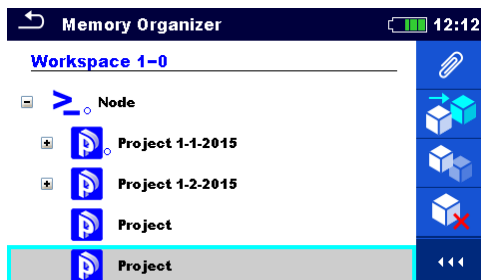 Memory Organizer
12:12
Workspace 1-0
Node
Project 1-1-2015
Project 1-2-2015
Project
Project